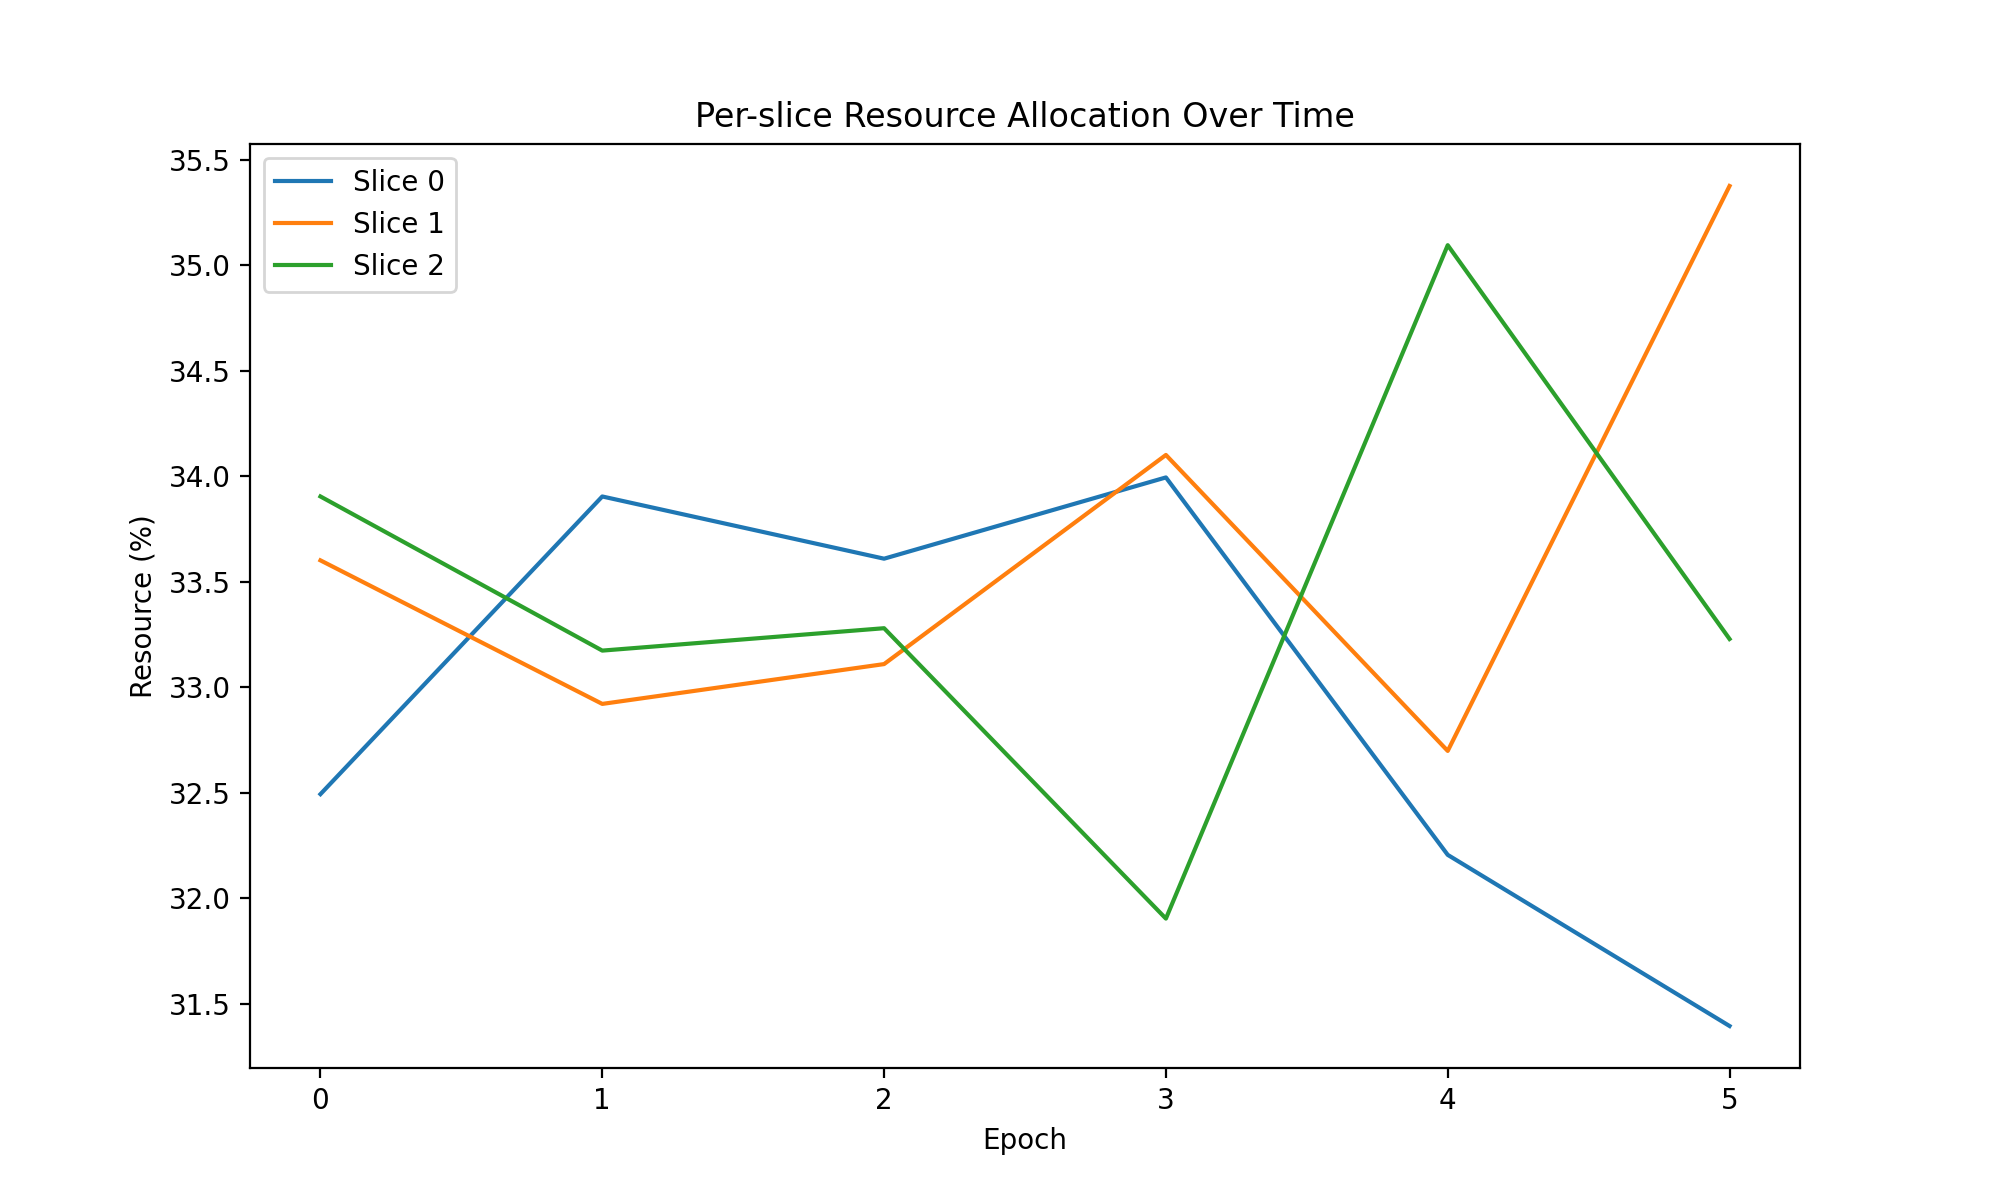 Per-slice Resource Allocation Over Time
Slice 0
Slice 1
Slice 2
Resource (%)
35.5
35.0
34.5
34.0
33.5
33.0
32.5
32.0
31.5
0 1 2 3 4 5
Epoch